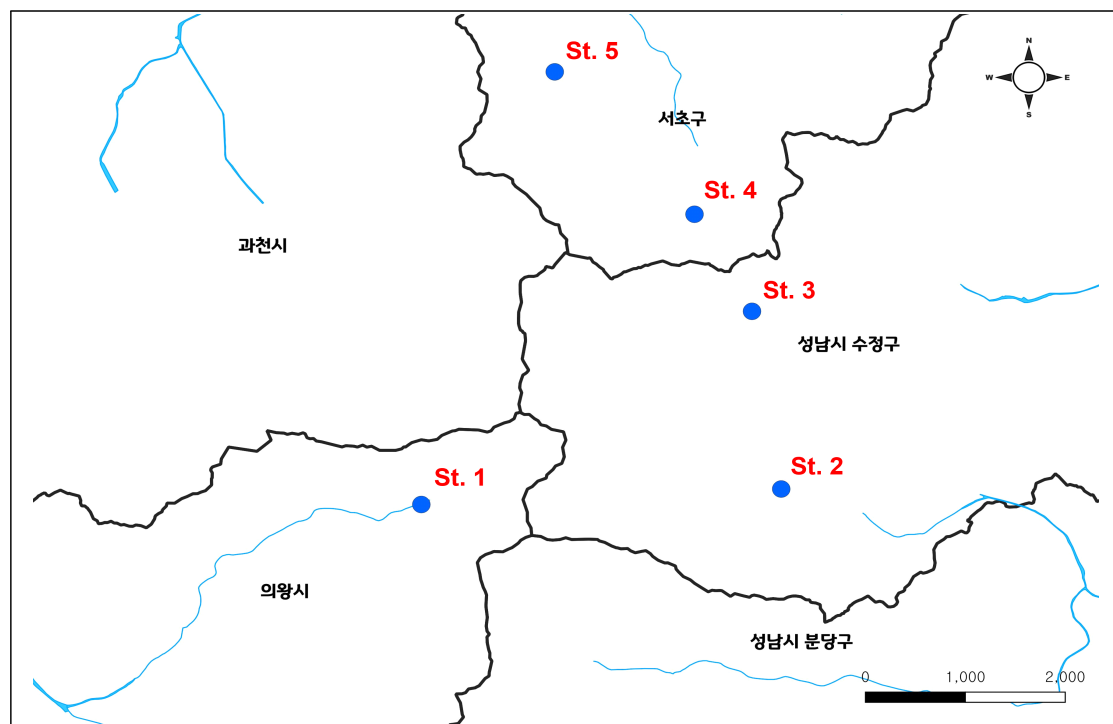 St. 5
N
W
E
S
서초구
St. 4
과천시
St. 3
성남시 수정구
St. 1
St. 2
의왕시
성남시 분당구
0 1,000 2,000